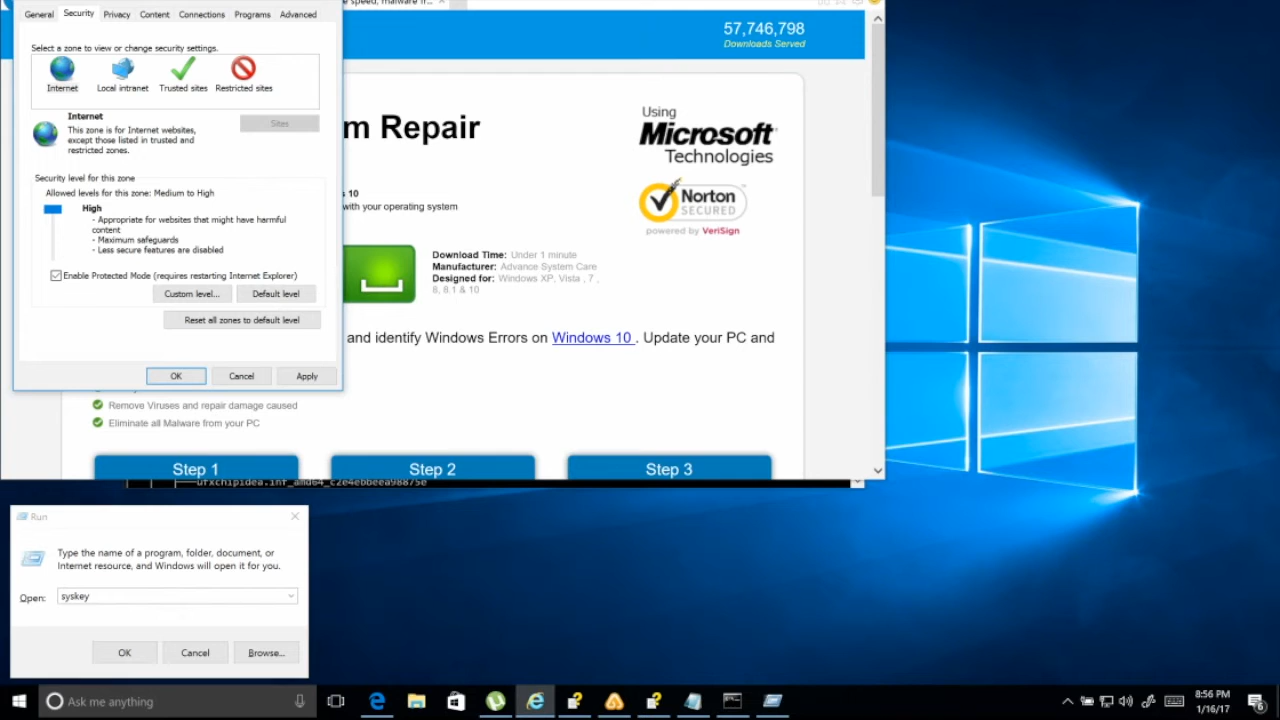 General Security Privacy Content Connections Programs Advanced
Select a zone to view or change security settings.
Internet Local intranet Trusted sites Restricted sites
Internet
Sites
This zone is for Internet websites,
except those listed in trusted and
restricted zones.
Security level for this zone
Allowed levels for this zone: Medium to High
High
- Appropriate for websites that might have harmful
content
- Maximum safeguards
- Less secure features are disabled
Enable Protected Mode (requires restarting Internet Explorer)
Custom level... Default level
Reset all zones to default level
OK Cancel Apply
speed, malware fr...
57,746,798
Downloads Served
m Repair
Using
Microsoft
Technologies
10
with your operating system
Norton
SECURED
powered by VeriSign
Download Time: Under 1 minute
Manufacturer: Advance System Care
Designed for: Windows XP, Vista , 7 ,
8, 8.1 & 10
and identify Windows Errors on Windows 10 . Update your PC and
Remove Viruses and repair damage caused
Eliminate all Malware from your PC
Step 1 Step 2 Step 3
Run
Type the name of a program, folder, document, or
Internet resource, and Windows will open it for you.
Open: syskey
OK Cancel Browse...
Ask me anything
8:56 PM
1/16/17
6